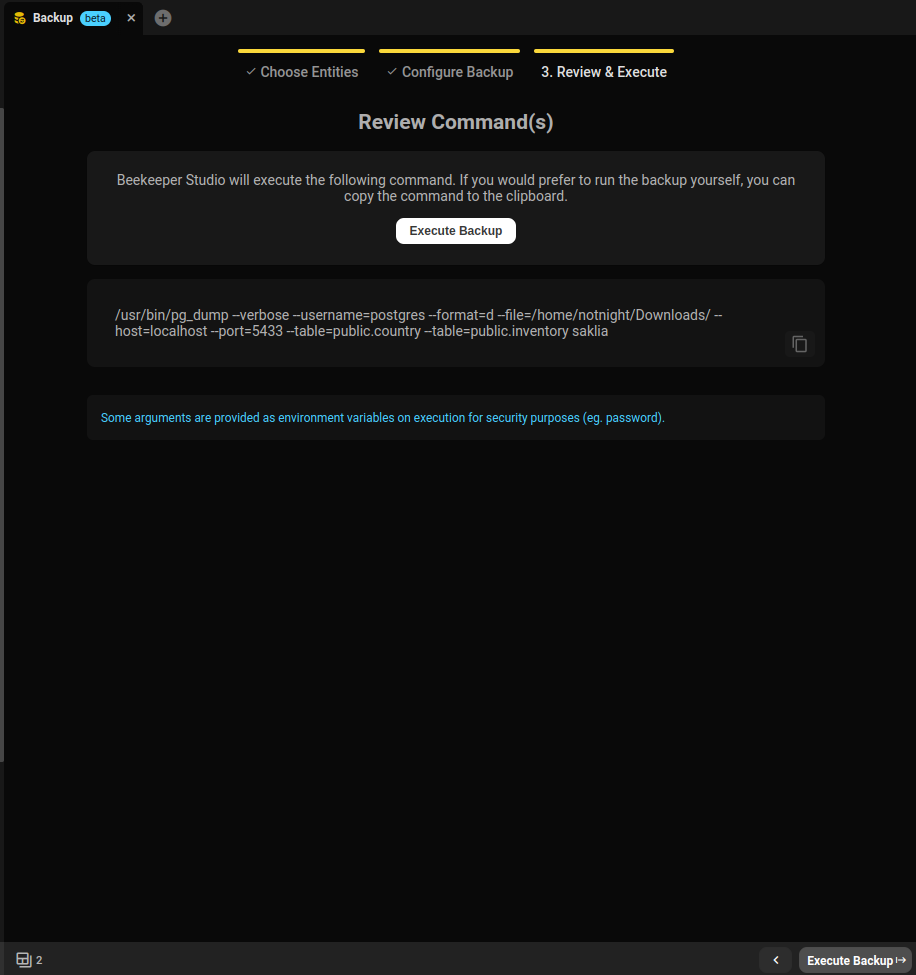 Backup beta
Choose Entities
Configure Backup
3. Review & Execute
Review Command(s)
Beekeeper Studio will execute the following command. If you would prefer to run the backup yourself, you can
copy the command to the clipboard.
Execute Backup
/usr/bin/pg_dump --verbose --username=postgres --format=d --file=/home/notnight/Downloads/ --
host=localhost --port=5433 --table=public.country --table=public.inventory saklia
Some arguments are provided as environment variables on execution for security purposes (eg. password).
2
Execute Backup